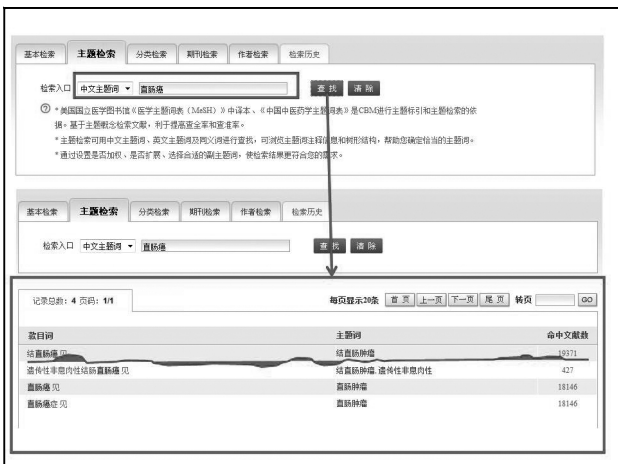 基本检索 主题检索 分类检索 期刊检索 作者检索 检索历史
检索入口 中文主题词 直肠癌 查找 清除
* 美国国立医学图书馆《医学主题词表（MeSH）》中译本、《中国中医药学主题词表》是CBM进行主题标引和主题检索的依
据。基于主题概念检索文献，利于提高查全率和查准率。
* 主题检索可用中文主题词、英文主题词及同义词进行查找，可浏览主题词注释信息和树形结构，帮助您确定恰当的主题词。
* 通过设置是否加权、是否扩展、选择合适的副主题词，使检索结果更符合您的需求。
基本检索 主题检索 分类检索 期刊检索 作者检索 检索历史
检索入口 中文主题词 直肠癌 查找 清除
记录总数：4 页码：1/1 每页显示20条 首页 上一页 下一页 尾页 转页 GO
款目词 主题词 命中文献数
结直肠癌 见 结直肠肿瘤 19371
遗传性非息肉性结肠直肠癌 见 结直肠肿瘤, 遗传性非息肉性 427
直肠癌 见 直肠肿瘤 18146
直肠癌症 见 直肠肿瘤 18146